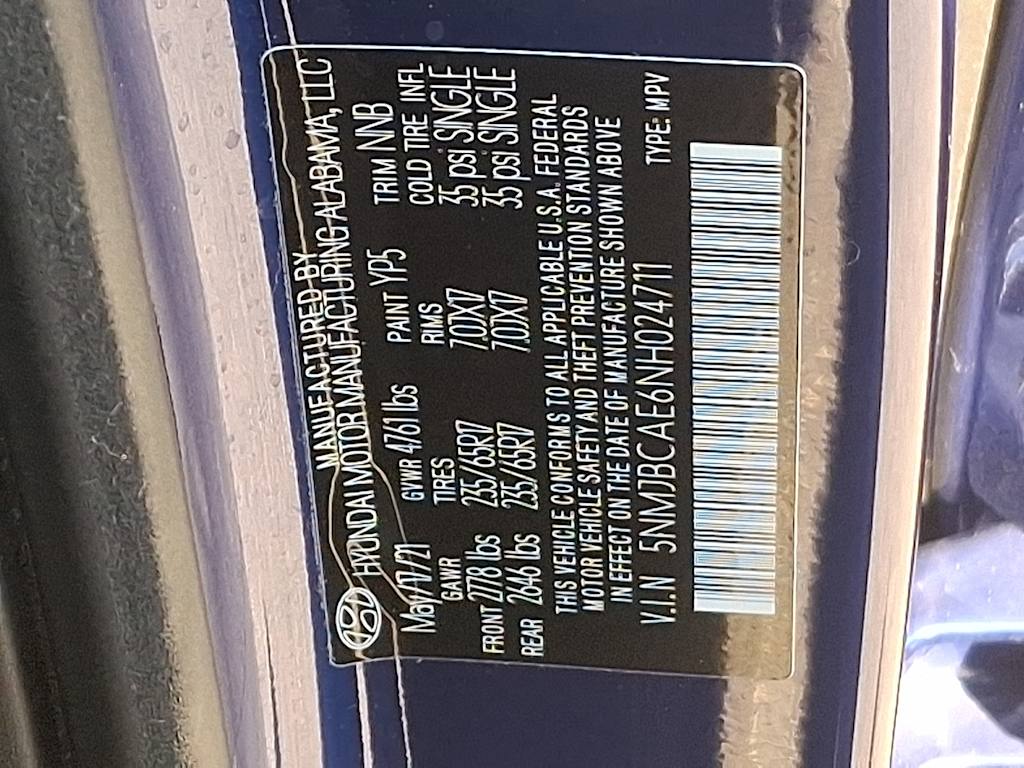 MANUFACTURED BY
HYUNDAI MOTOR MANUFACTURING ALABAMA, LLC
May/17/21 GVWR 4761 lbs PAINT YP5 TRIM NNB
GAWR TIRES RIMS COLD TIRE INFL
FRONT 2778 lbs 235/65R17 7.0JX17 35 psi SINGLE
REAR 2646 lbs 235/65R17 7.0JX17 35 psi SINGLE
THIS VEHICLE CONFORMS TO ALL APPLICABLE U.S.A. FEDERAL
MOTOR VEHICLE SAFETY AND THEFT PREVENTION STANDARDS
IN EFFECT ON THE DATE OF MANUFACTURE SHOWN ABOVE
V.I.N 5NMJBCAE6NH024711 TYPE: MPV